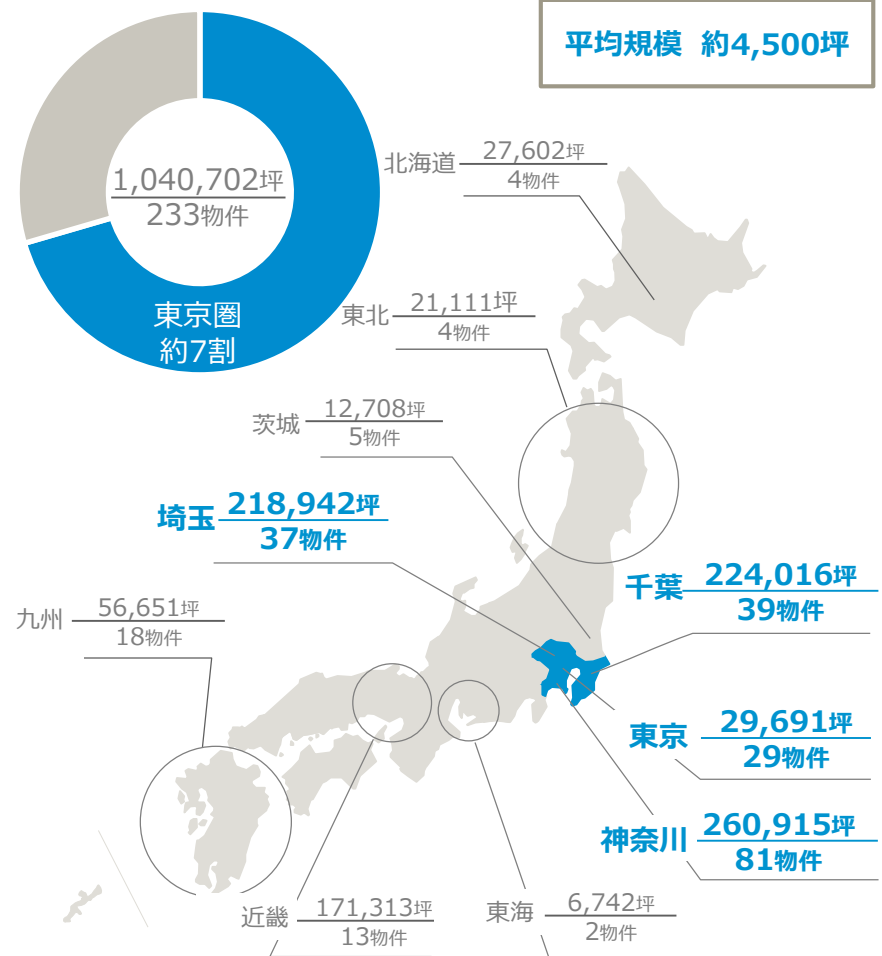 平均規模 約4,500坪
1,040,702坪
233物件
東京圏
約7割
北海道 27,602坪
4物件
東北 21,111坪
4物件
茨城 12,708坪
5物件
埼玉 218,942坪
37物件
千葉 224,016坪
39物件
九州 56,651坪
18物件
東京 29,691坪
29物件
神奈川 260,915坪
81物件
近畿 171,313坪
13物件
東海 6,742坪
2物件